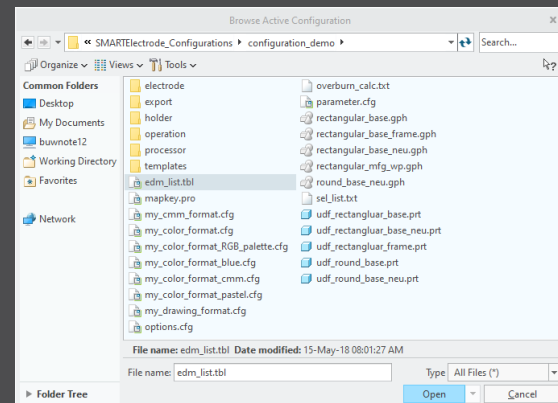 Browse Active Configuration
« SMARTElectrode_Configurations configuration_demo Search...
Organize Views Tools
Common Folders
Desktop
My Documents
buwnote12
Working Directory
Favorites
Network
electrode
export
holder
operation
processor
templates
edm_list.tbl
mapkey.pro
my_cmm_format.cfg
my_color_format.cfg
my_color_format_RGB_palette.cfg
my_color_format_blue.cfg
my_color_format_cmm.cfg
my_color_format_pastel.cfg
my_drawing_format.cfg
options.cfg
overburn_calc.txt
parameter.cfg
rectangular_base.gph
rectangular_base_frame.gph
rectangular_base_neu.gph
rectangular_mfg_wp.gph
round_base_neu.gph
sel_list.txt
udf_rectangluar_base.prt
udf_rectangluar_base_neu.prt
udf_rectangluar_frame.prt
udf_round_base.prt
udf_round_base_neu.prt
File name: edm_list.tbl Date modified: 15-May-18 08:01:27 AM
File name: edm_list.tbl Type All Files (*)
Folder Tree
Open Cancel